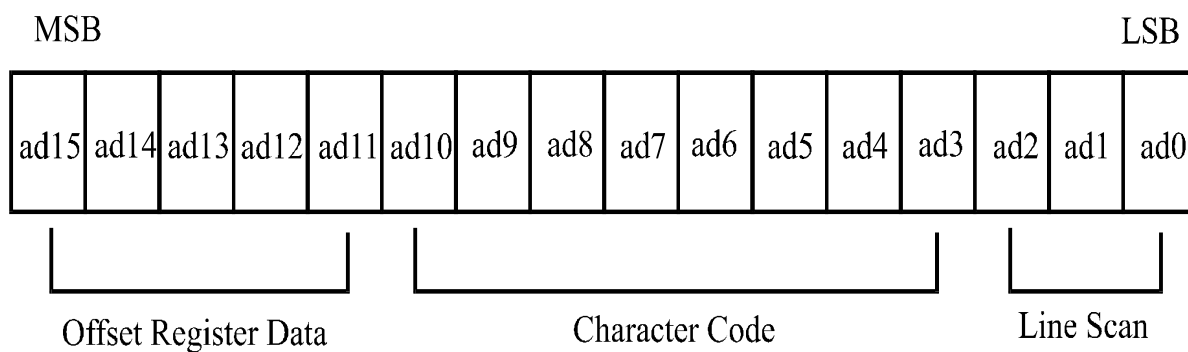 MSB LSB
ad15 ad14 ad13 ad12 ad11 ad10 ad9 ad8 ad7 ad6 ad5 ad4 ad3 ad2 ad1 ad0
Offset Register Data Character Code Line Scan